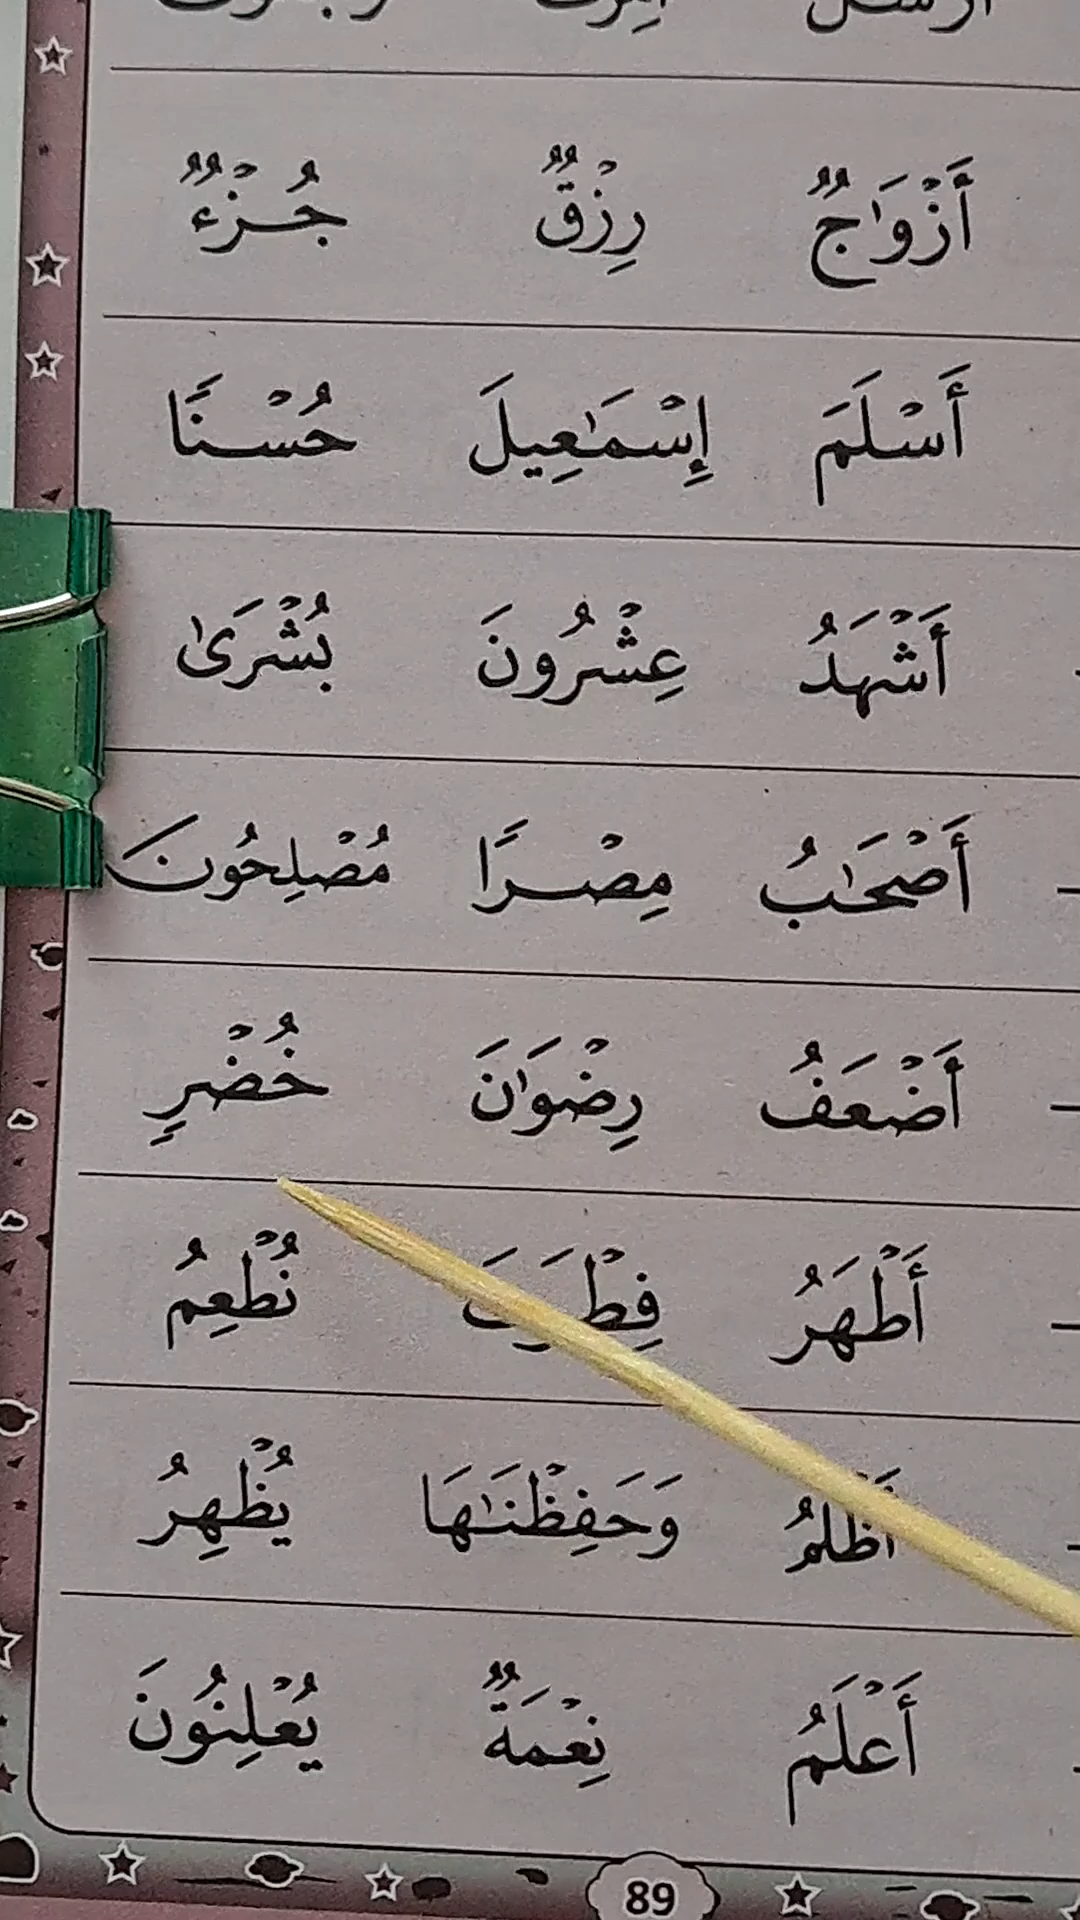 أَزْوَٰجٌ رِزْقٌ جُزْءٌ
أَسْلَمَ إِسْمَٰعِيلَ حُسْنًا
أَشْهَدُ عِشْرُونَ بُشْرَىٰ
أَصْحَٰبُ مِصْرًا مُصْلِحُونَ
أَضْعَفُ رِضْوَٰنَ خُضْرٍ
أَطْهَرُ نُطْعِمُ
أَظْلَمُ وَحَفِظْنَٰهَا يُظْهِرُ
أَعْلَمُ نِعْمَةٌ يُعْلِنُونَ
89